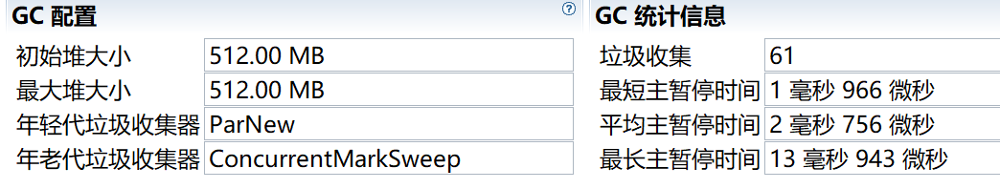 GC 配置
初始堆大小 512.00 MB
最大堆大小 512.00 MB
年轻代垃圾收集器 ParNew
年老代垃圾收集器 ConcurrentMarkSweep
GC 统计信息
垃圾收集 61
最短主暂停时间 1 毫秒 966 微秒
平均主暂停时间 2 毫秒 756 微秒
最长主暂停时间 13 毫秒 943 微秒